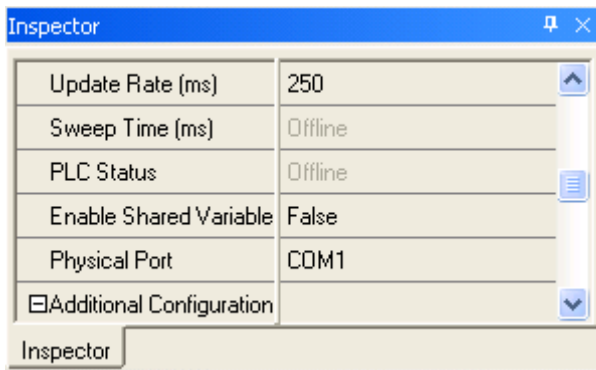 Inspector
Update Rate (ms) 250
Sweep Time (ms) Offline
PLC Status Offline
Enable Shared Variable False
Physical Port COM1
Additional Configuration
Inspector